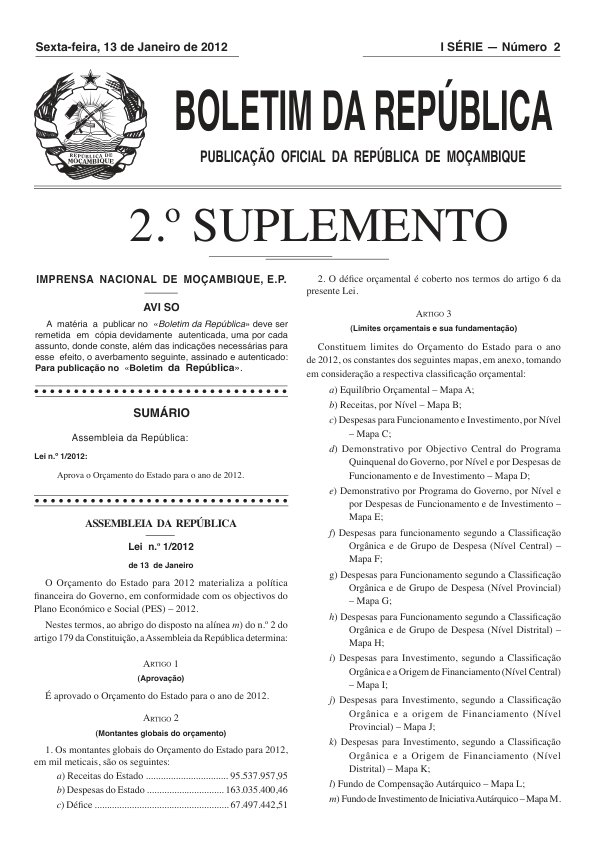 Sexta-feira, 13 de Janeiro de 2012
I SÉRIE — Número 2
REPÚBLICA DE
MOÇAMBIQUE
BOLETIM DA REPÚBLICA
PUBLICAÇÃO OFICIAL DA REPÚBLICA DE MOÇAMBIQUE
2.º SUPLEMENTO
IMPRENSA NACIONAL DE MOÇAMBIQUE, E.P.
AVI SO
A matéria a publicar no «Boletim da República» deve ser
remetida em cópia devidamente autenticada, uma por cada
assunto, donde conste, além das indicações necessárias para
esse efeito, o averbamento seguinte, assinado e autenticado:
Para publicação no «Boletim da República».
SUMÁRIO
Assembleia da República:
Lei n.º 1/2012:
Aprova o Orçamento do Estado para o ano de 2012.
ASSEMBLEIA DA REPÚBLICA
Lei n.º 1/2012
de 13 de Janeiro
O Orçamento do Estado para 2012 materializa a política
financeira do Governo, em conformidade com os objectivos do
Plano Económico e Social (PES) – 2012.
Nestes termos, ao abrigo do disposto na alínea m) do n.º 2 do
artigo 179 da Constituição, a Assembleia da República determina:
ARTIGO 1
(Aprovação)
É aprovado o Orçamento do Estado para o ano de 2012.
ARTIGO 2
(Montantes globais do orçamento)
1. Os montantes globais do Orçamento do Estado para 2012,
em mil meticais, são os seguintes:
a) Receitas do Estado ................................. 95.537.957,95
b) Despesas do Estado ............................... 163.035.400,46
c) Défice ...................................................... 67.497.442,51
2. O défice orçamental é coberto nos termos do artigo 6 da
presente Lei.
ARTIGO 3
(Limites orçamentais e sua fundamentação)
Constituem limites do Orçamento do Estado para o ano
de 2012, os constantes dos seguintes mapas, em anexo, tomando
em consideração a respectiva classificação orçamental:
a) Equilíbrio Orçamental – Mapa A;
b) Receitas, por Nível – Mapa B;
c) Despesas para Funcionamento e Investimento, por Nível
– Mapa C;
d) Demonstrativo por Objectivo Central do Programa
Quinquenal do Governo, por Nível e por Despesas de
Funcionamento e de Investimento – Mapa D;
e) Demonstrativo por Programa do Governo, por Nível e
por Despesas de Funcionamento e de Investimento –
Mapa E;
f) Despesas para funcionamento segundo a Classificação
Orgânica e de Grupo de Despesa (Nível Central) –
Mapa F;
g) Despesas para Funcionamento segundo a Classificação
Orgânica e de Grupo de Despesa (Nível Provincial)
– Mapa G;
h) Despesas para Funcionamento segundo a Classificação
Orgânica e de Grupo de Despesa (Nível Distrital) –
Mapa H;
i) Despesas para Investimento, segundo a Classificação
Orgânica e a Origem de Financiamento (Nível Central)
– Mapa I;
j) Despesas para Investimento, segundo a Classificação
Orgânica e a origem de Financiamento (Nível
Provincial) – Mapa J;
k) Despesas para Investimento, segundo a Classificação
Orgânica e a Origem de Financiamento (Nível
Distrital) – Mapa K;
l) Fundo de Compensação Autárquico – Mapa L;
m) Fundo de Investimento de Iniciativa Autárquico – Mapa M.